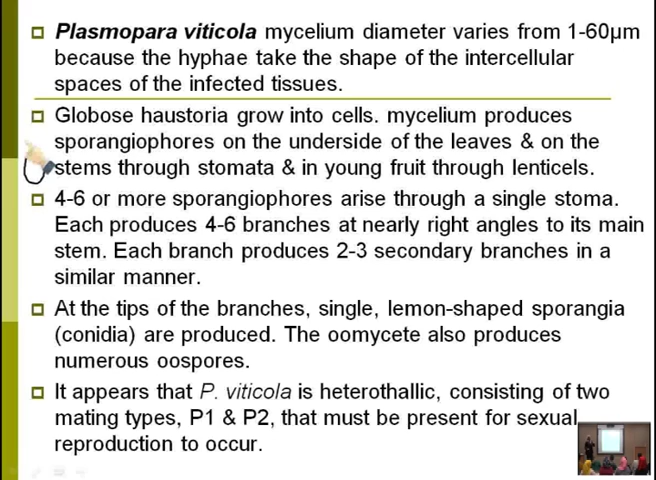 Plasmopara viticola mycelium diameter varies from 1-60µm
because the hyphae take the shape of the intercellular
spaces of the infected tissues.
Globose haustoria grow into cells. mycelium produces
sporangiophores on the underside of the leaves & on the
stems through stomata & in young fruit through lenticels.
4-6 or more sporangiophores arise through a single stoma.
Each produces 4-6 branches at nearly right angles to its main
stem. Each branch produces 2-3 secondary branches in a
similar manner.
At the tips of the branches, single, lemon-shaped sporangia
(conidia) are produced. The oomycete also produces
numerous oospores.
It appears that P. viticola is heterothallic, consisting of two
mating types, P1 & P2, that must be present for sexual
reproduction to occur.